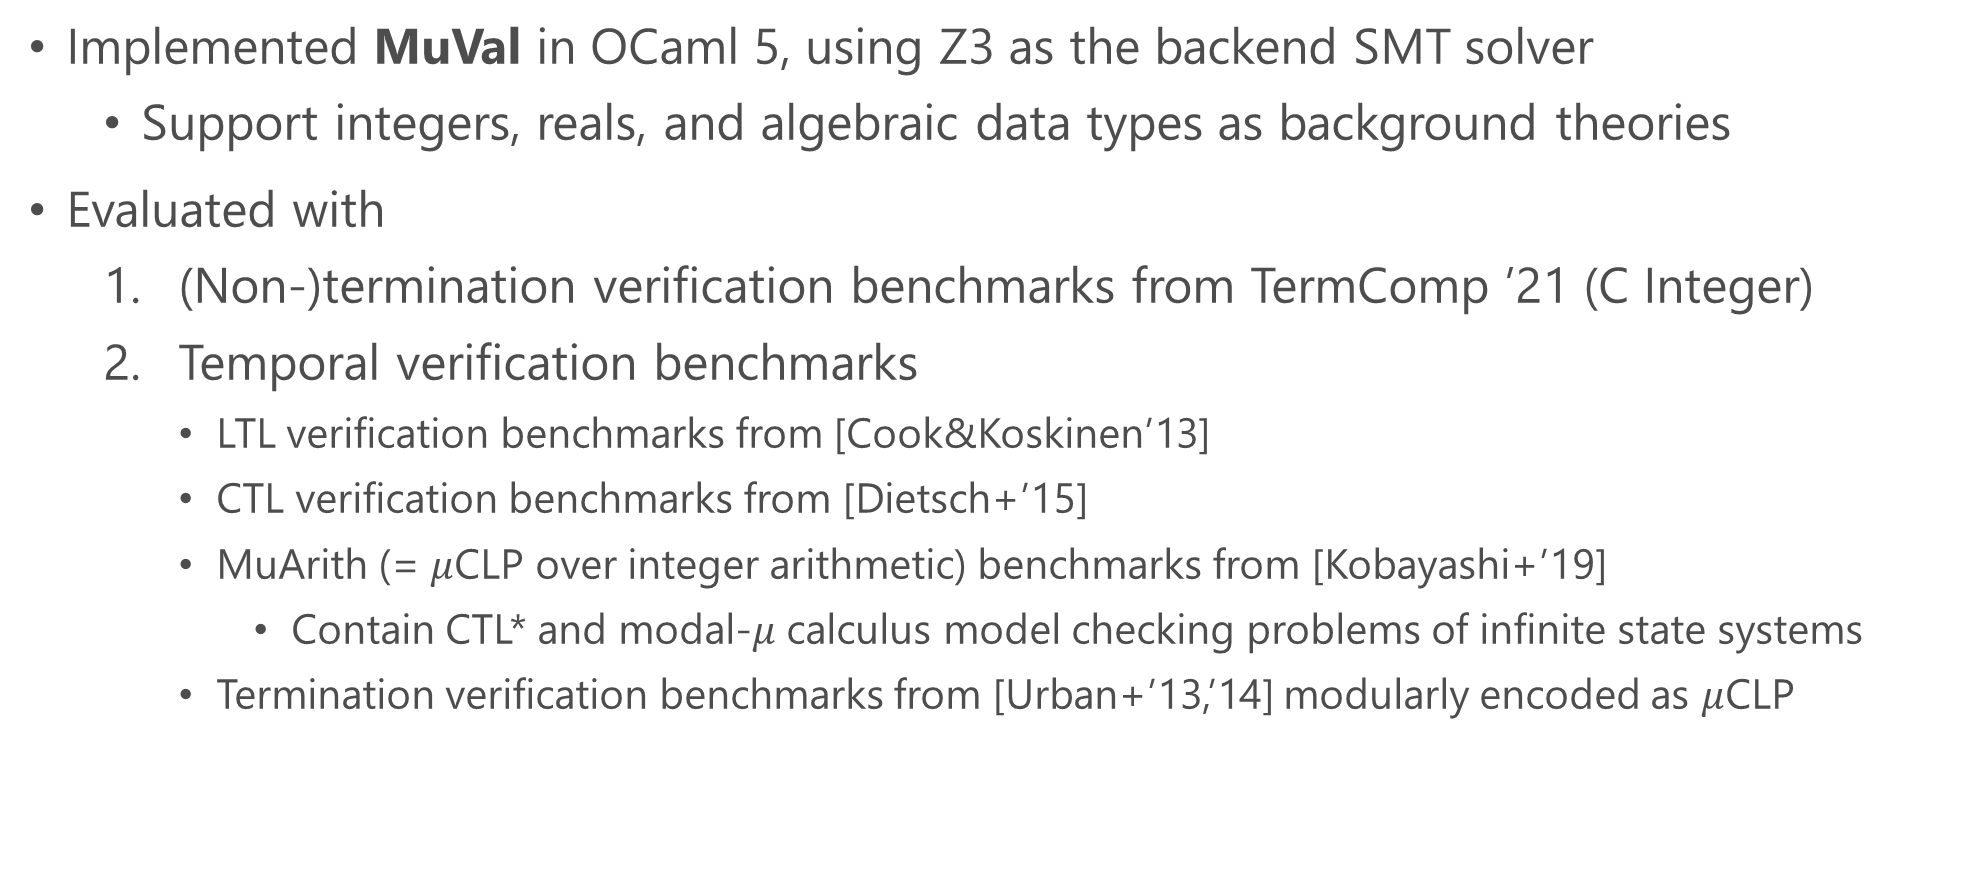 • Implemented MuVal in OCaml 5, using Z3 as the backend SMT solver
• Support integers, reals, and algebraic data types as background theories
• Evaluated with
1. (Non-)termination verification benchmarks from TermComp ’21 (C Integer)
2. Temporal verification benchmarks
• LTL verification benchmarks from [Cook&Koskinen’13]
• CTL verification benchmarks from [Dietsch+’15]
• MuArith (= 𝜇CLP over integer arithmetic) benchmarks from [Kobayashi+’19]
• Contain CTL* and modal-𝜇 calculus model checking problems of infinite state systems
• Termination verification benchmarks from [Urban+’13,’14] modularly encoded as 𝜇CLP